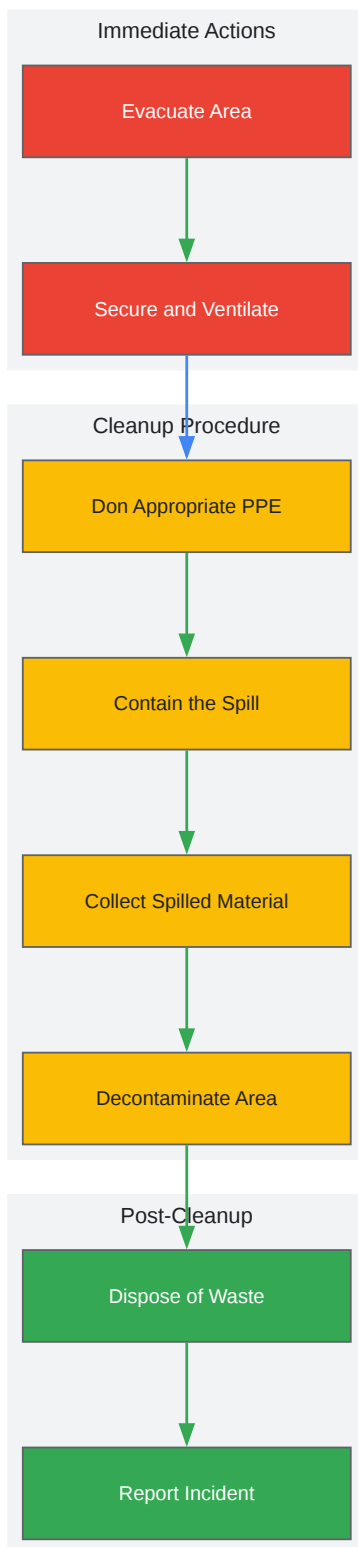 Immediate Actions
Evacuate Area
Secure and Ventilate
Cleanup Procedure
Don Appropriate PPE
Contain the Spill
Collect Spilled Material
Decontaminate Area
Post-Cleanup
Dispose of Waste
Report Incident